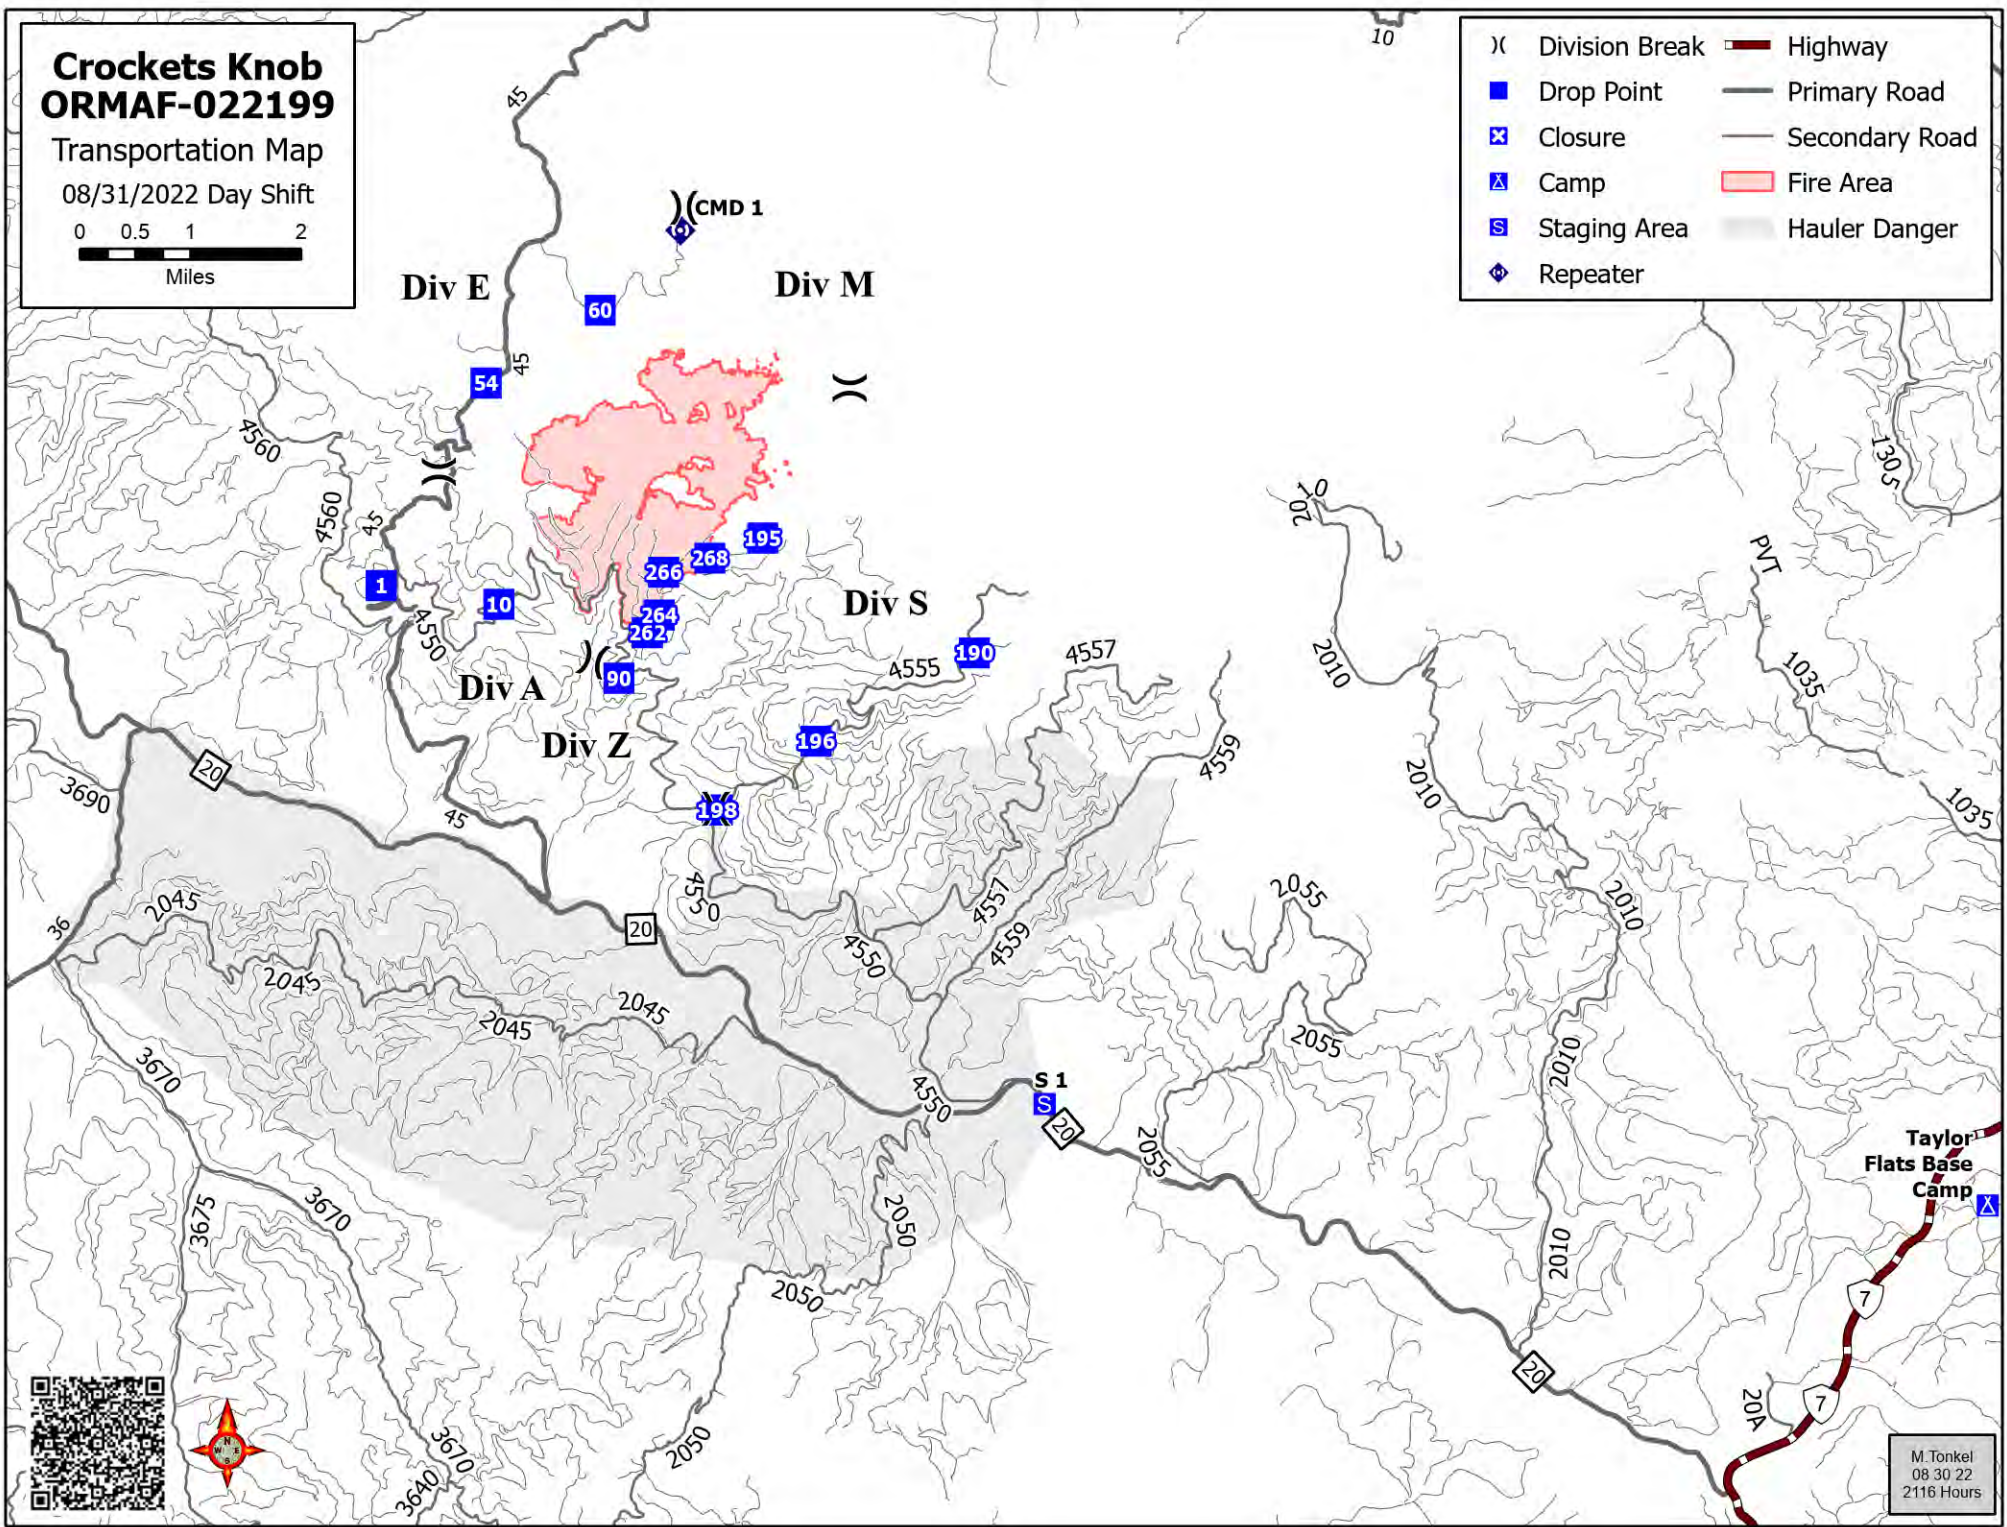 Crockets Knob
ORMAF-022199
Transportation Map
08/31/2022 Day Shift
0 0.5 1 2
Miles
)( Division Break
Highway
Drop Point
Primary Road
Closure
Secondary Road
Camp
Fire Area
S Staging Area
Hauler Danger
Repeater
10
45
CMD 1
Div E
Div M
60
45
54
4560
1305
4560
45
10
20
195
268
266
PVT
1
10
264
262
Div S
4550
190
4557
4555
2010
90
1035
Div A
196
Div Z
4559
20
3690
2010
198
1035
45
4550
2055
4557
2010
2045
36
20
4559
4550
2045
2045
2045
2055
2010
3670
S 1
S
4550
20
2055
Taylor
Flats Base
Camp
3675
3670
2050
2010
2050
7
20
7
20A
2050
3670
3640
N
W E
S
M.Tonkel
08 30 22
2116 Hours